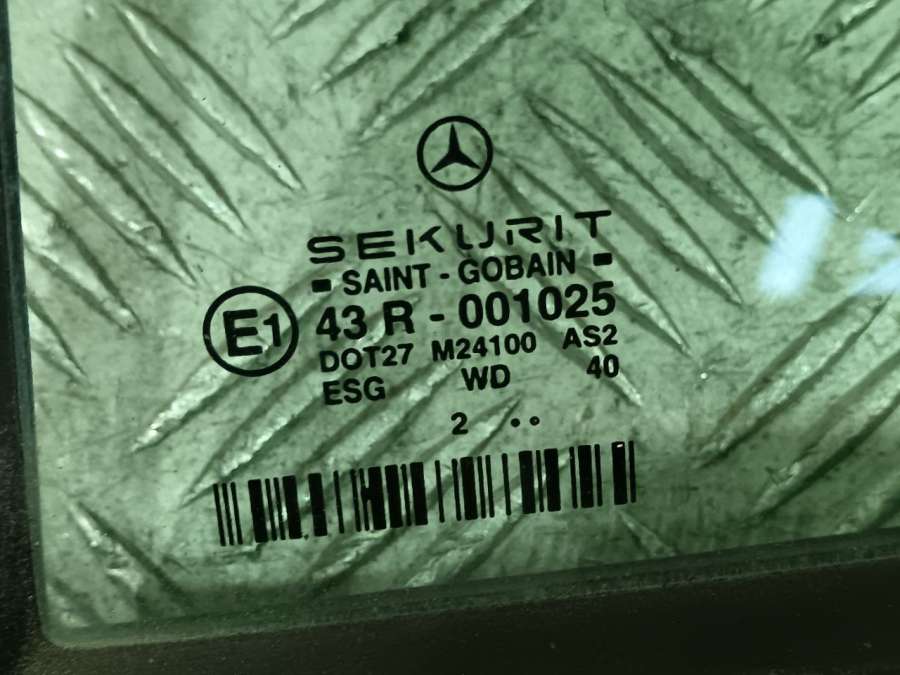 SEKURIT
SAINT - GOBAIN
E1 43 R - 001025
DOT27 M24100 AS2
ESG WD 40
2 ..